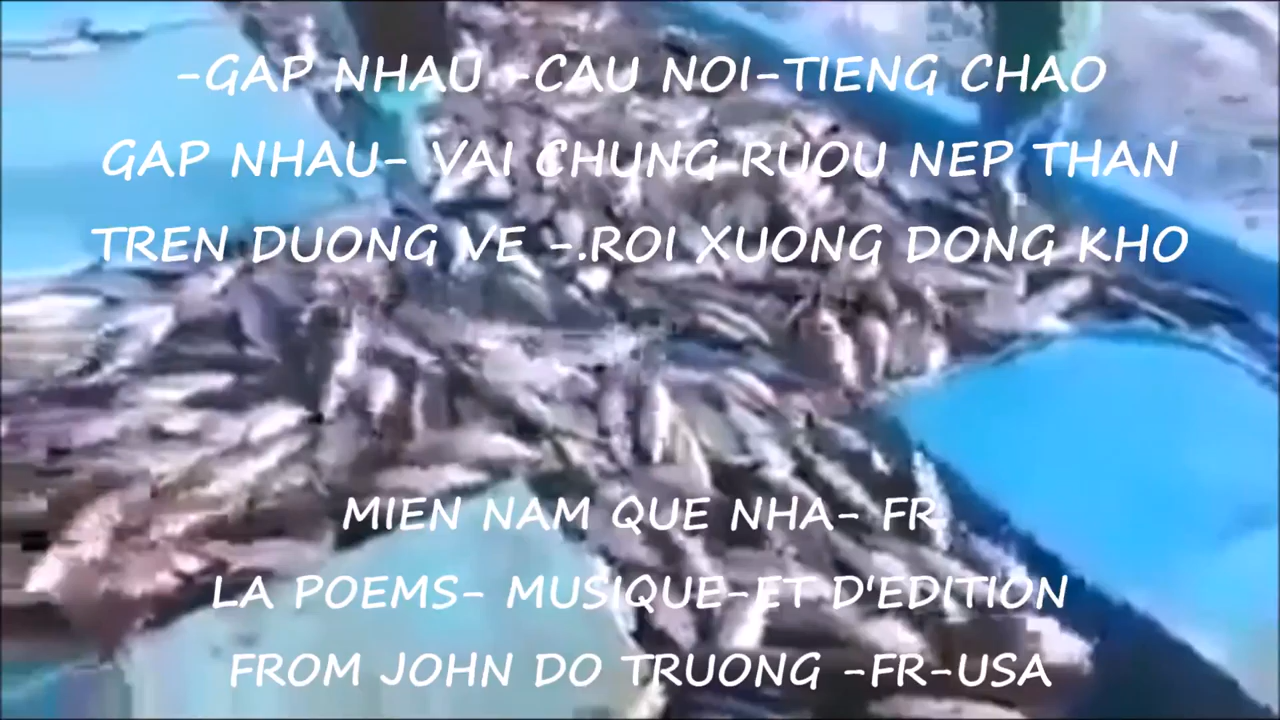 -GAP NHAU -CAU NOI-TIENG CHAO
GAP NHAU- VAI CHUNG RUOU NEP THAN
TREN DUONG VE -.ROI XUONG DONG KHO
MIEN NAM QUE NHA- FR
LA POEMS- MUSIQUE-ET D'EDITION
FROM JOHN DO TRUONG -FR-USA